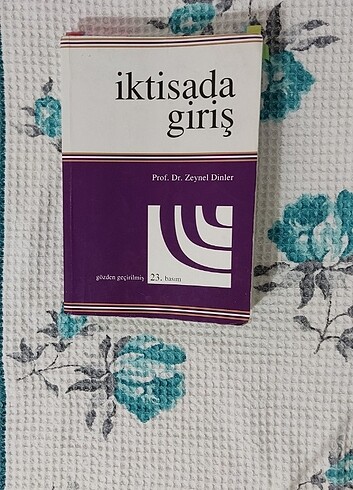 iktisada
giriş
Prof. Dr. Zeynel Dinler
gözden geçirilmiş 23. basım